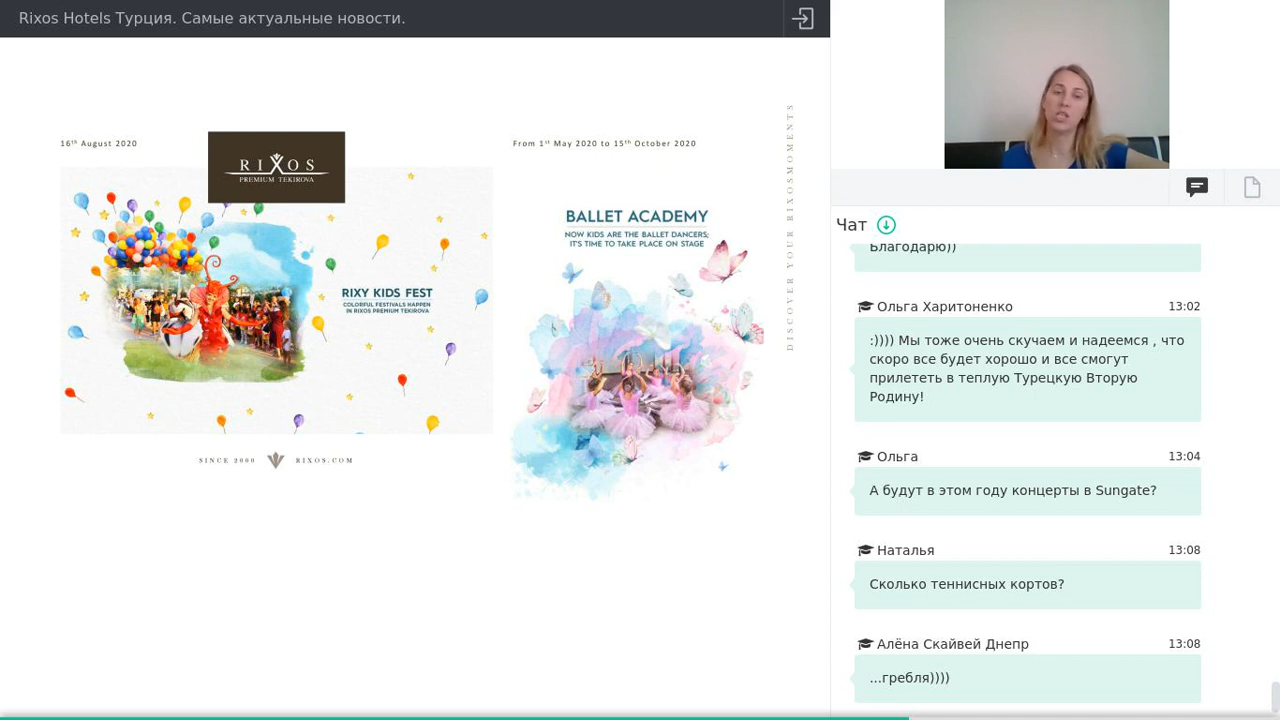 Rixos Hotels Турция. Самые актуальные новости.
16th August 2020
RIXOS
PREMIUM TEKIROVA
RIXY KIDS FEST
COLORFUL FESTIVALS HAPPEN
IN RIXOS PREMIUM TEKIROVA
SINCE 2000
RIXOS.COM
From 1st May 2020 to 15th October 2020
BALLET ACADEMY
NOW KIDS ARE THE BALLET DANCERS;
IT'S TIME TO TAKE PLACE ON STAGE
DISCOVER YOUR RIXOSMOMENTS
Чат
Благодарю))
Ольга Харитоненко 13:02
:)))) Мы тоже очень скучаем и надеемся , что
скоро все будет хорошо и все смогут
прилететь в теплую Турецкую Вторую
Родину!
Ольга 13:04
А будут в этом году концерты в Sungate?
Наталья 13:08
Сколько теннисных кортов?
Алёна Скайвей Днепр 13:08
...гребля))))